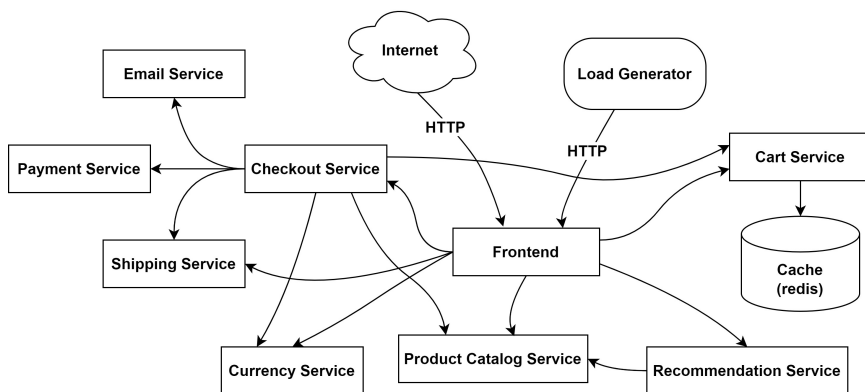 Internet
Email Service
Load Generator
HTTP
HTTP
Payment Service
Checkout Service
Cart Service
Shipping Service
Frontend
Cache
(redis)
Currency Service
Product Catalog Service
Recommendation Service